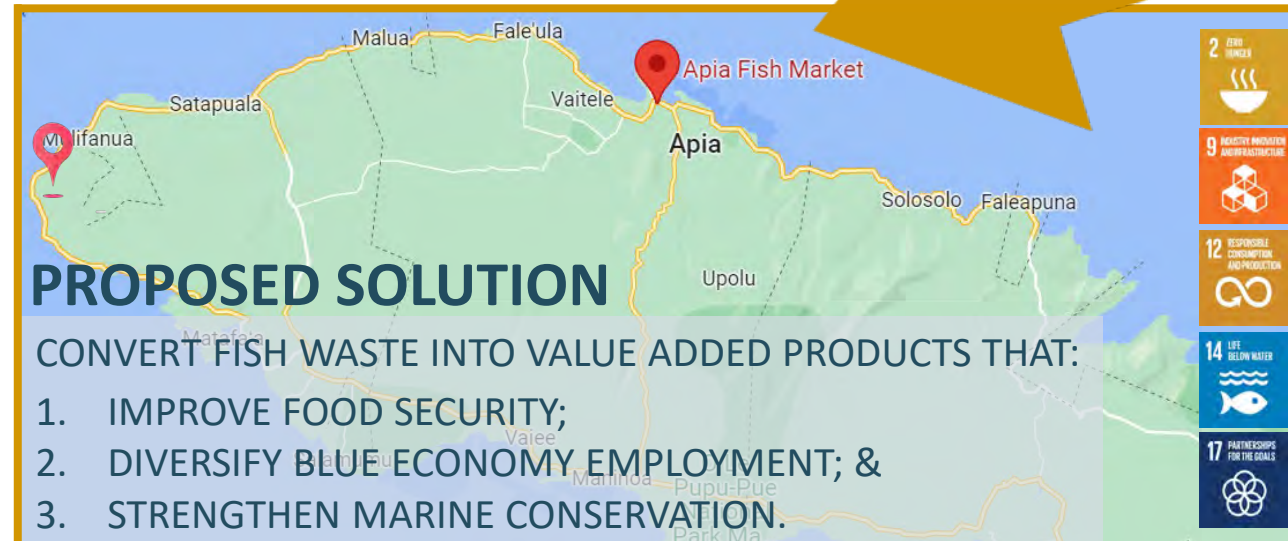 Malua
Fale'ula
Apia Fish Market
Satapuala
Vaitele
Mulifanua
Apia
Solosolo
Faleapuna
Upolu
PROPOSED SOLUTION
CONVERT FISH WASTE INTO VALUE ADDED PRODUCTS THAT:
1. IMPROVE FOOD SECURITY;
Vaiee
2. DIVERSIFY BLUE ECONOMY EMPLOYMENT; &
3. STRENGTHEN MARINE CONSERVATION.
2 ZERO
HUNGER
9 INDUSTRY, INNOVATION
AND INFRASTRUCTURE
12 RESPONSIBLE
CONSUMPTION
AND PRODUCTION
14 LIFE
BELOW WATER
17 PARTNERSHIPS
FOR THE GOALS